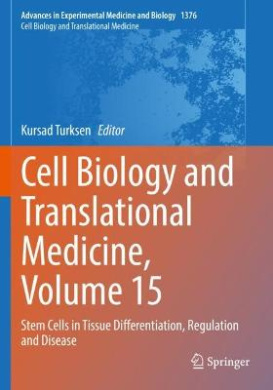 Advances in Experimental Medicine and Biology 1376
Cell Biology and Translational Medicine
Kursad Turksen Editor
Cell Biology and
Translational
Medicine,
Volume 15
Stem Cells in Tissue Differentiation, Regulation
and Disease
Springer